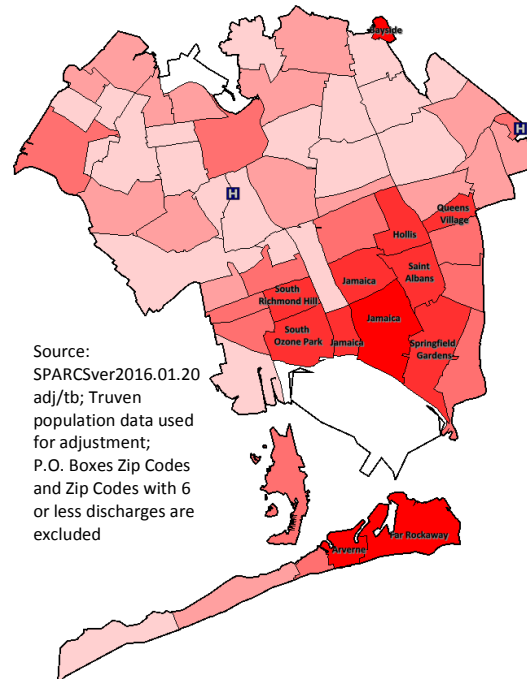 Bayside
H
H
Queens
Village
Hollis
Saint
Albans
Jamaica
South
Richmond Hill
Jamaica
South
Ozone Park
Jamaica
Springfield
Gardens
Source:
SPARCSver2016.01.20
adj/tb; Truven
population data used
for adjustment;
P.O. Boxes Zip Codes
and Zip Codes with 6
or less discharges are
excluded
Arverne
Far Rockaway